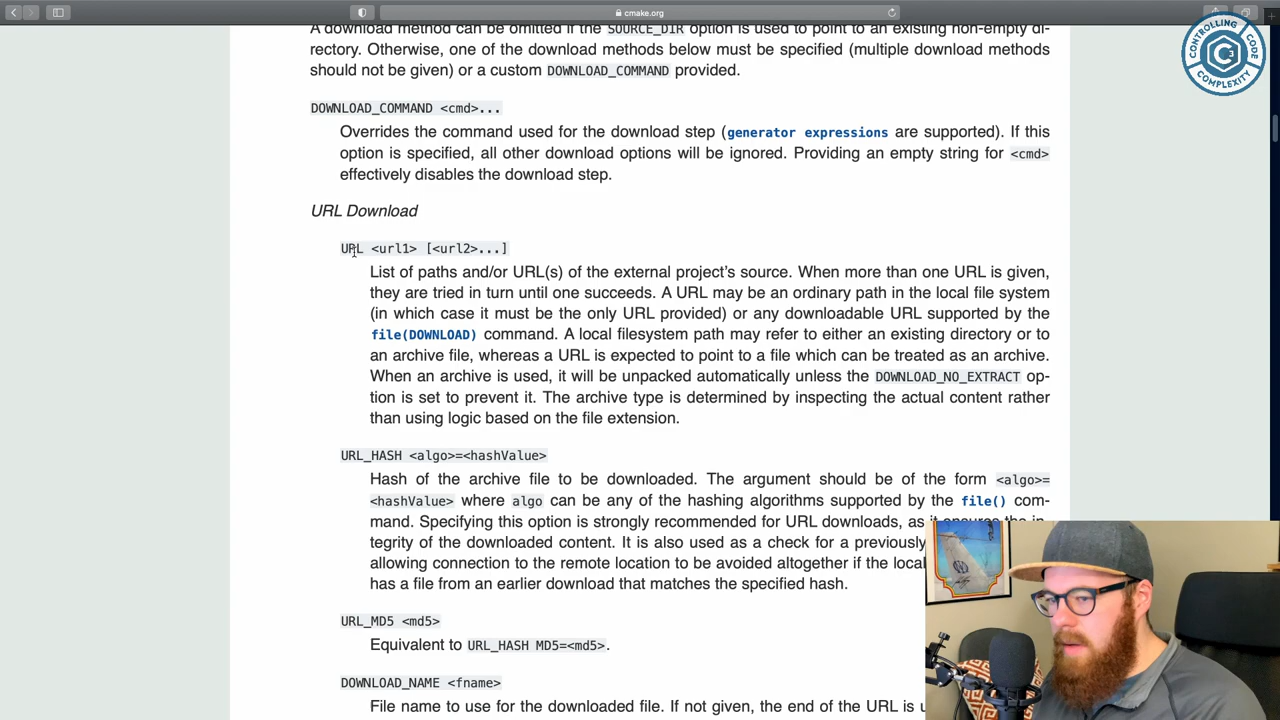 cmake.org
A download method can be omitted if the SOURCE_DIR option is used to point to an existing non-empty di-
rectory. Otherwise, one of the download methods below must be specified (multiple download methods
should not be given) or a custom DOWNLOAD_COMMAND provided.
DOWNLOAD_COMMAND <cmd>...
Overrides the command used for the download step (generator expressions are supported). If this
option is specified, all other download options will be ignored. Providing an empty string for <cmd>
effectively disables the download step.
URL Download
URL <url1> [<url2>...]
List of paths and/or URL(s) of the external project's source. When more than one URL is given,
they are tried in turn until one succeeds. A URL may be an ordinary path in the local file system
(in which case it must be the only URL provided) or any downloadable URL supported by the
file(DOWNLOAD) command. A local filesystem path may refer to either an existing directory or to
an archive file, whereas a URL is expected to point to a file which can be treated as an archive.
When an archive is used, it will be unpacked automatically unless the DOWNLOAD_NO_EXTRACT op-
tion is set to prevent it. The archive type is determined by inspecting the actual content rather
than using logic based on the file extension.
URL_HASH <algo>=<hashValue>
Hash of the archive file to be downloaded. The argument should be of the form <algo>=
<hashValue> where algo can be any of the hashing algorithms supported by the file() com-
mand. Specifying this option is strongly recommended for URL downloads, as it ensures the in-
tegrity of the downloaded content. It is also used as a check for a previously
allowing connection to the remote location to be avoided altogether if the local
has a file from an earlier download that matches the specified hash.
URL_MD5 <md5>
Equivalent to URL_HASH MD5=<md5>.
DOWNLOAD_NAME <fname>
File name to use for the downloaded file. If not given, the end of the URL is
CONTROLLING
CODE
COMPLEXITY
C3